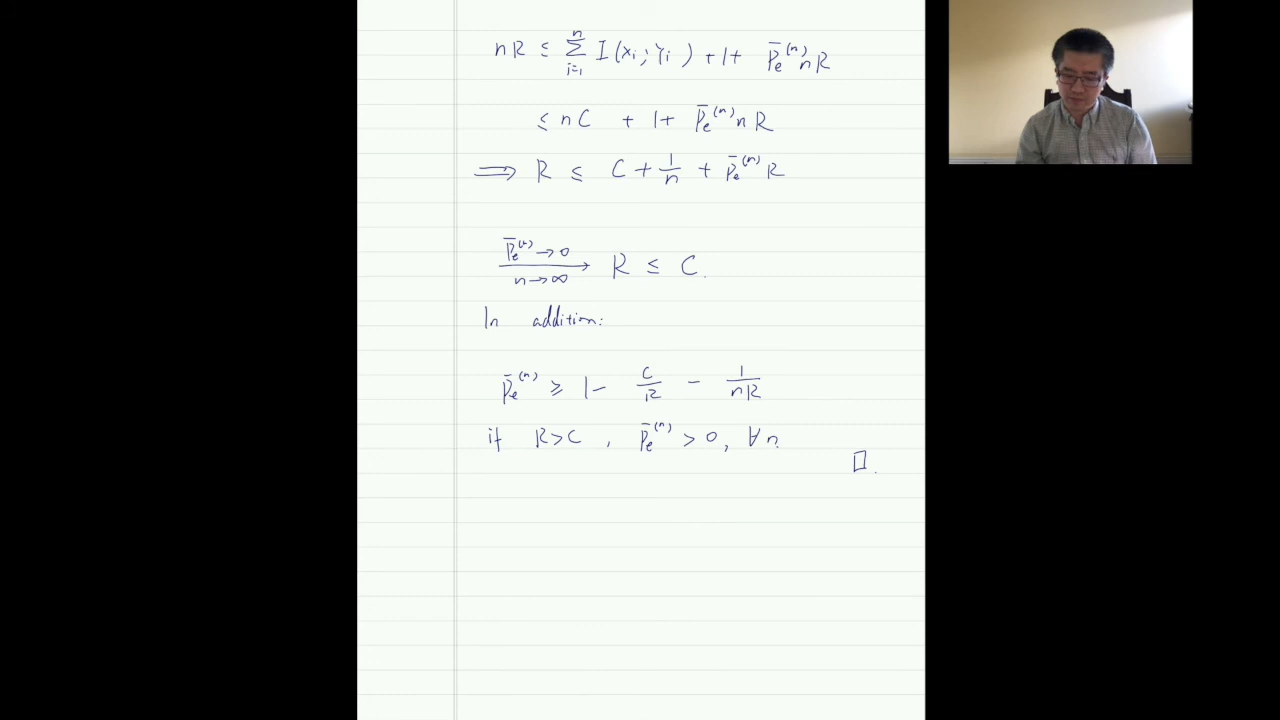 nR ≤ ∑_{i=1}^{n} I(x_i; Y_i) + 1 + P̄_e^{(n)} nR
≤ nC + 1 + P̄_e^{(n)} nR
⟹ R ≤ C + 1/n + P̄_e^{(n)} R
P̄_e^{(n)} → 0
n → ∞
R ≤ C.
In addition:
P̄_e^{(n)} ≥ 1 - C/R - 1/(nR)
if R > C, P̄_e^{(n)} > 0, ∀n.
□.